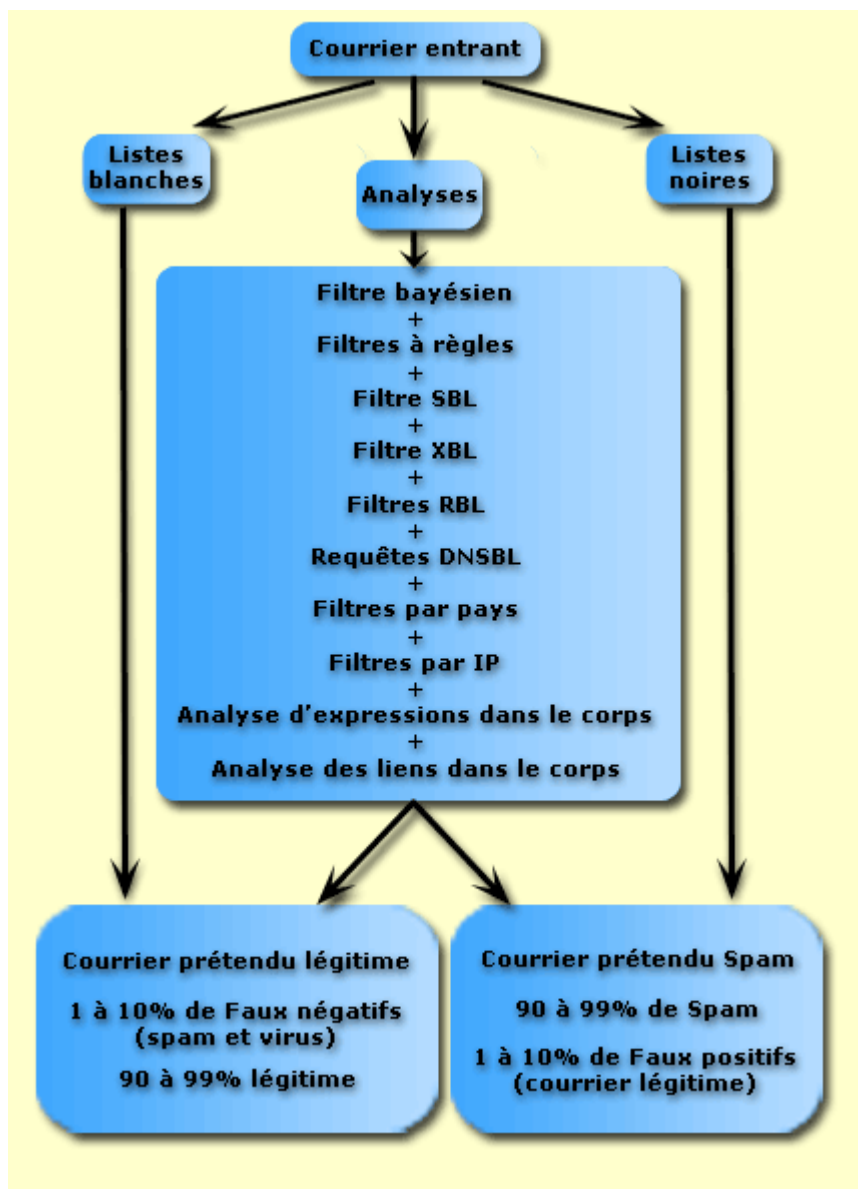 Courrier entrant
Listes
blanches
Analyses
Listes
noires
Filtre bayésien
+
Filtres à règles
+
Filtre SBL
+
Filtre XBL
+
Filtres RBL
+
Requêtes DNSBL
+
Filtres par pays
+
Filtres par IP
+
Analyse d'expressions dans le corps
+
Analyse des liens dans le corps
Courrier prétendu légitime
1 à 10% de Faux négatifs
(spam et virus)
90 à 99% légitime
Courrier prétendu Spam
90 à 99% de Spam
1 à 10% de Faux positifs
(courrier légitime)